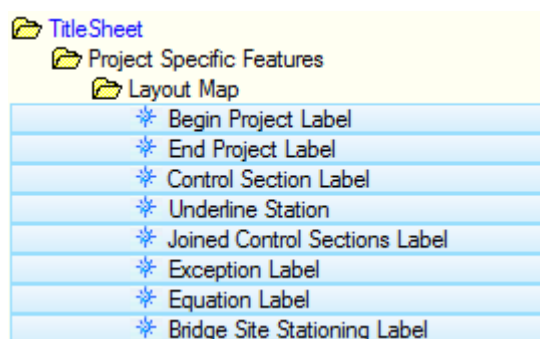 TitleSheet
Project Specific Features
Layout Map
Begin Project Label
End Project Label
Control Section Label
Underline Station
Joined Control Sections Label
Exception Label
Equation Label
Bridge Site Stationing Label